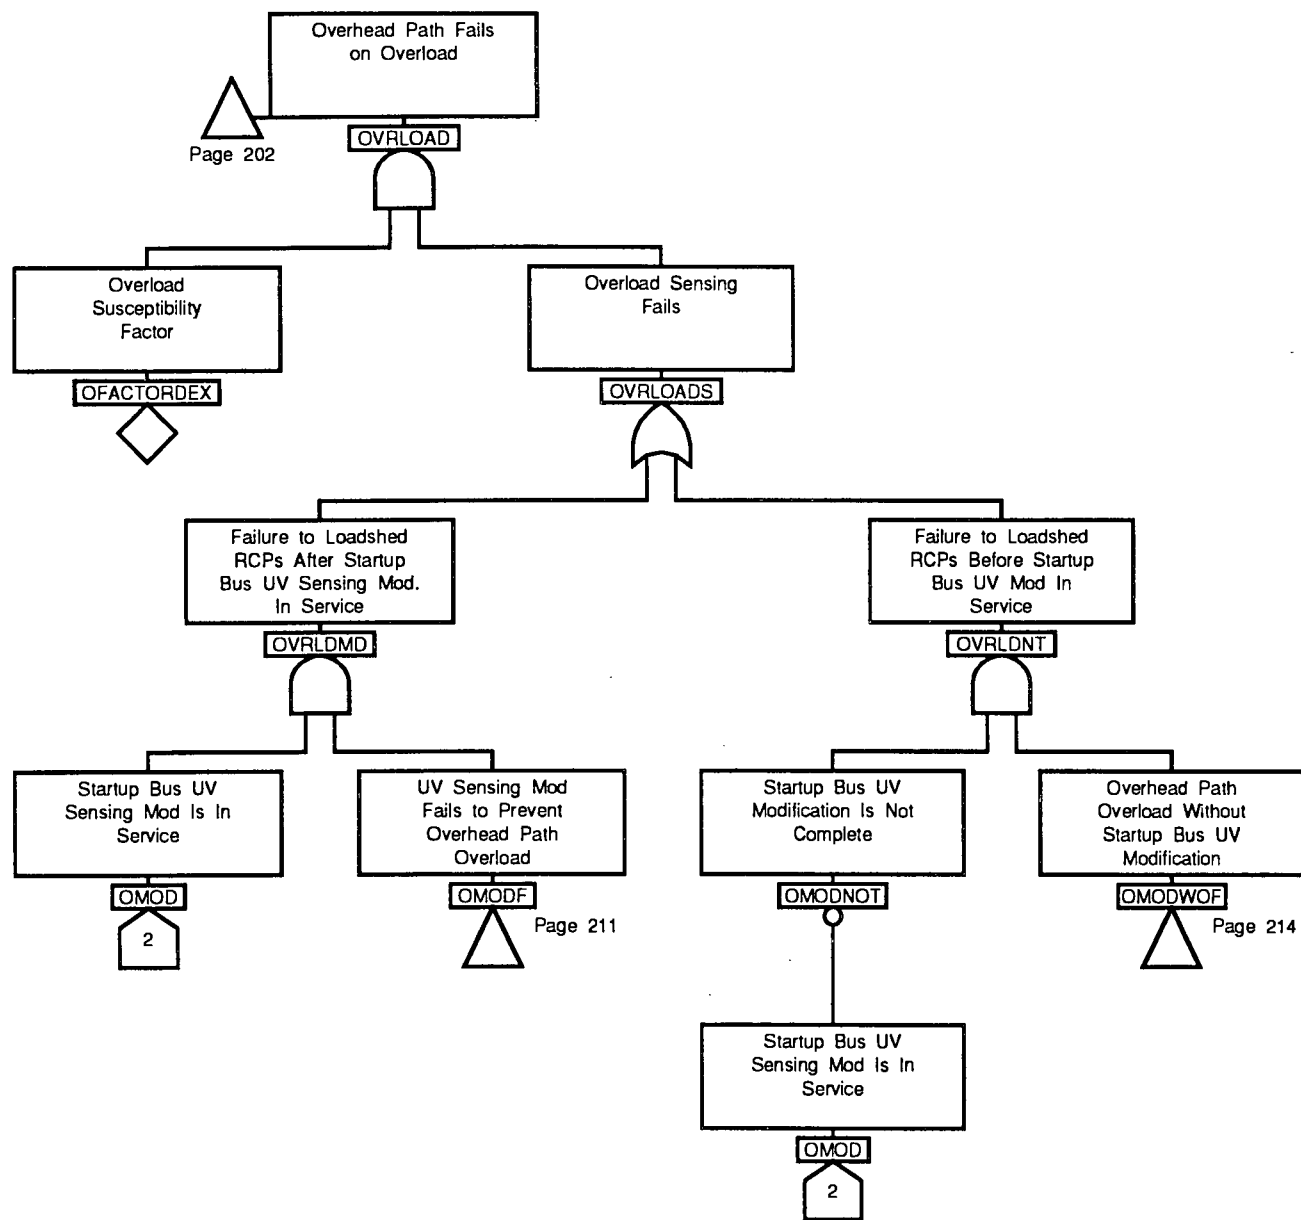 Overhead Path Fails
on Overload
Page 202
OVRLOAD
Overload
Susceptibility
Factor
OFACTORDEX
Overload Sensing
Fails
OVRLOADS
Failure to Loadshed
RCPs After Startup
Bus UV Sensing Mod.
In Service
OVRLDMD
Failure to Loadshed
RCPs Before Startup
Bus UV Mod In
Service
OVRLDNT
Startup Bus UV
Sensing Mod Is In
Service
OMOD
2
UV Sensing Mod
Fails to Prevent
Overhead Path
Overload
OMODF
Page 211
Startup Bus UV
Modification Is Not
Complete
OMODNOT
Overhead Path
Overload Without
Startup Bus UV
Modification
OMODWOF
Page 214
Startup Bus UV
Sensing Mod Is In
Service
OMOD
2